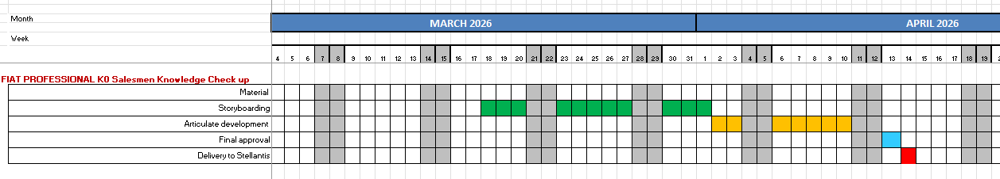 Month MARCH 2026 APRIL 2026
Week
4 5 6 7 8 9 10 11 12 13 14 15 16 17 18 19 20 21 22 23 24 25 26 27 28 29 30 31 1 2 3 4 5 6 7 8 9 10 11 12 13 14 15 16 17 18 19
FIAT PROFESSIONAL K0 Salesmen Knowledge Check up
Material
Storyboarding
Articulate development
Final approval
Delivery to Stellantis